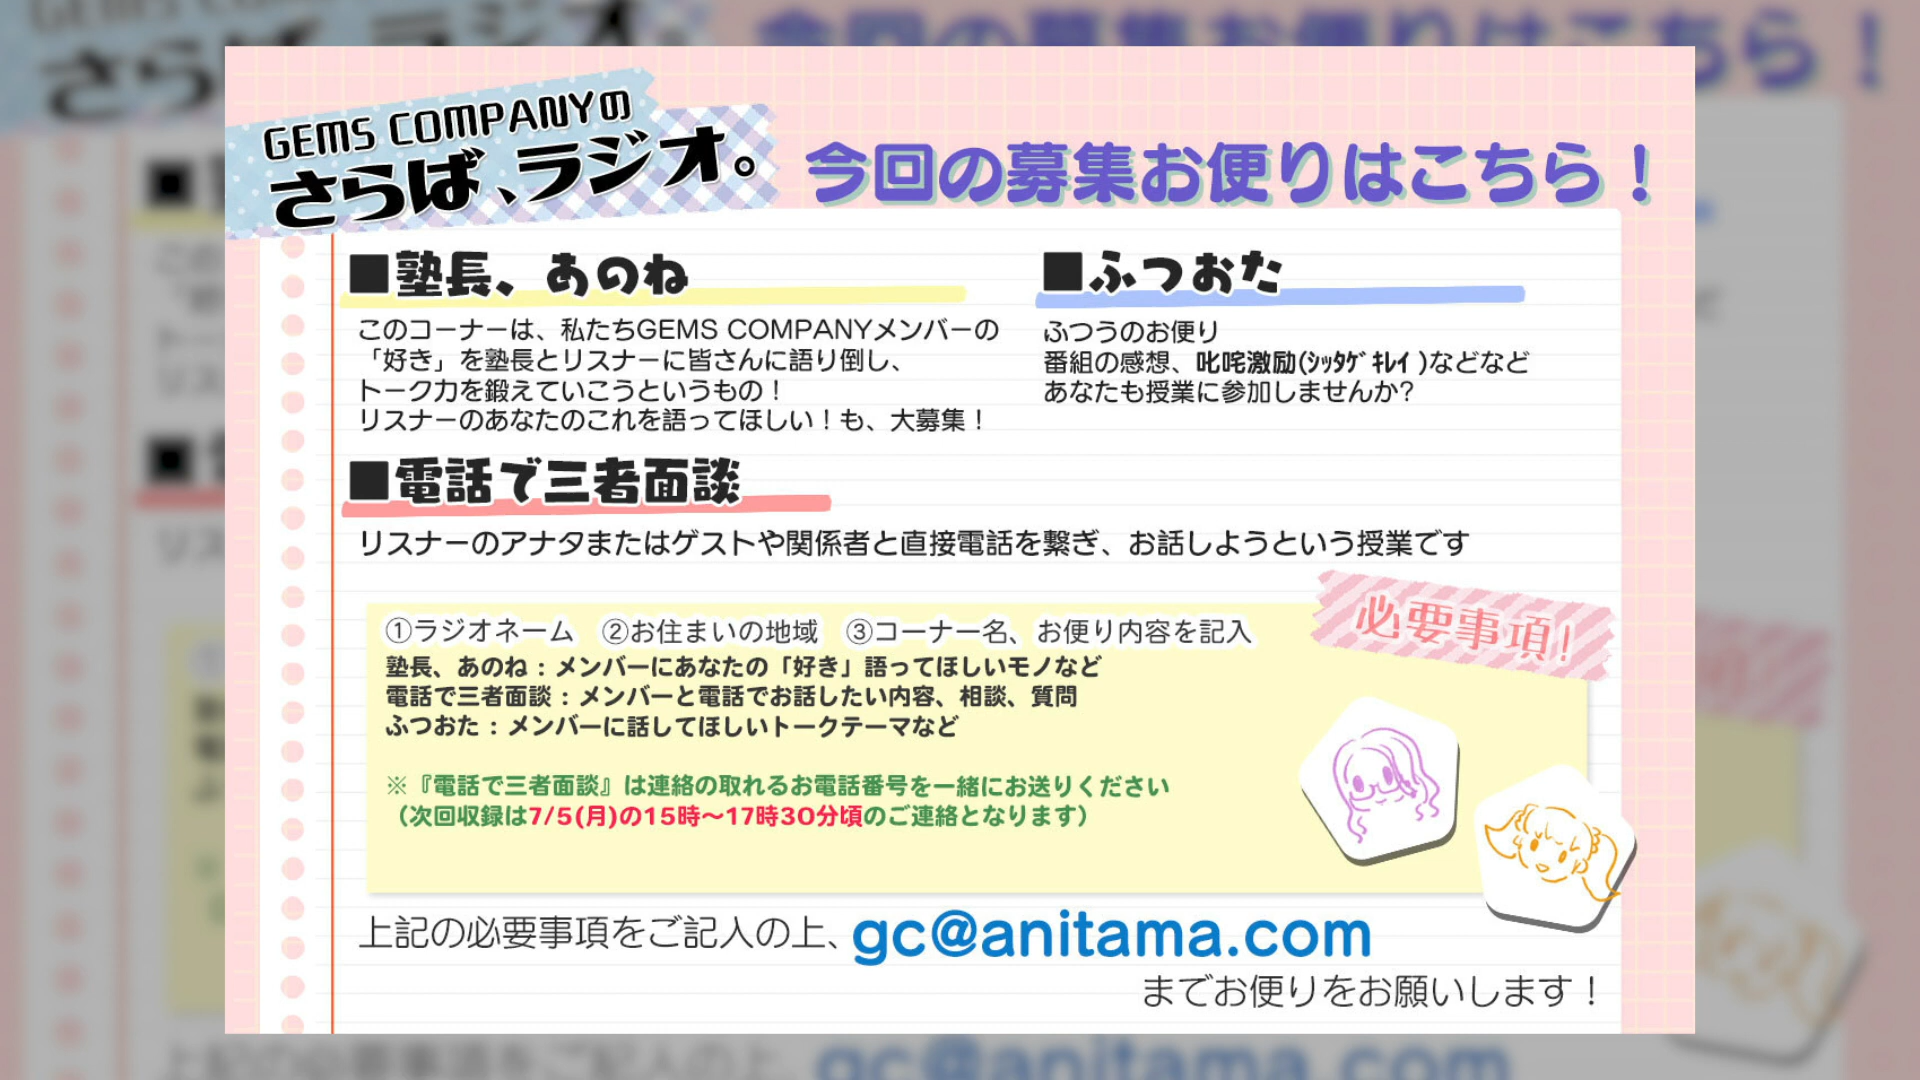 GEMS COMPANYの
さらば、ラジオ。
今回の募集お便りはこちら！
■塾長、あのね
このコーナーは、私たちGEMS COMPANYメンバーの
「好き」を塾長とリスナーに皆さんに語り倒し、
トーク力を鍛えていこうというもの！
リスナーのあなたのこれを語ってほしい！も、大募集！
■ふつおた
ふつうのお便り
番組の感想、叱咤激励(ｼｯﾀｹﾞｷﾚｲ)などなど
あなたも授業に参加しませんか?
■電話で三者面談
リスナーのアナタまたはゲストや関係者と直接電話を繋ぎ、お話しようという授業です
必要事項!
①ラジオネーム　②お住まいの地域　③コーナー名、お便り内容を記入
塾長、あのね：メンバーにあなたの「好き」語ってほしいモノなど
電話で三者面談：メンバーと電話でお話したい内容、相談、質問
ふつおた：メンバーに話してほしいトークテーマなど
※『電話で三者面談』は連絡の取れるお電話番号を一緒にお送りください
（次回収録は7/5(月)の15時～17時30分頃のご連絡となります）
上記の必要事項をご記入の上、gc@anitama.com
までお便りをお願いします！